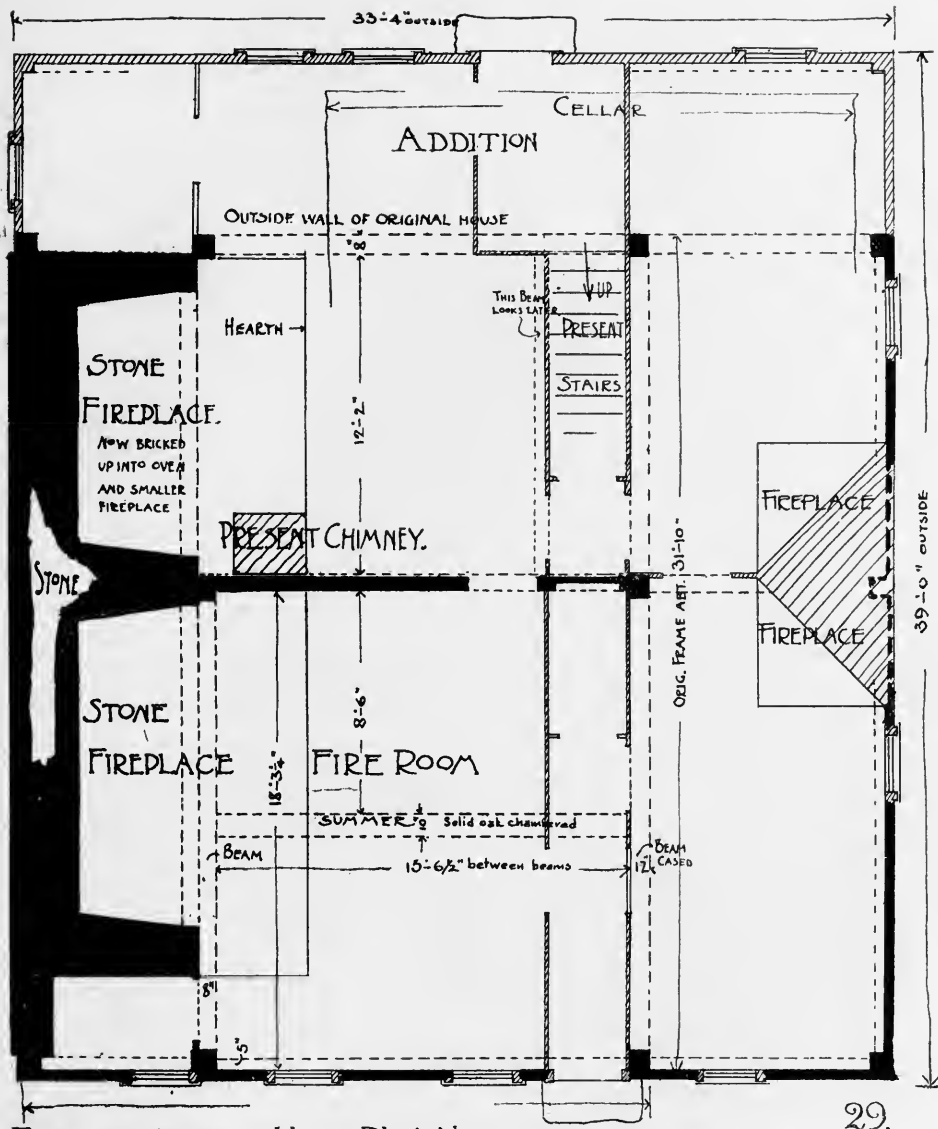 33'-4" OUTSIDE
CELLAR
ADDITION
OUTSIDE WALL OF ORIGINAL HOUSE
8"
UP
THIS BEAM
LOOKS LATER
PRESENT
STAIRS
HEARTH
STONE
FIREPLACE.
NOW BRICKED
UP INTO OVEN
AND SMALLER
FIREPLACE
12'-2"
PRESENT CHIMNEY.
FIREPLACE
FIREPLACE
ORIG. FRAME ABT. 31'-10"
39'-0" OUTSIDE
STONE
STONE
FIREPLACE
FIRE ROOM
8'-6"
18'-3¼"
SUMMER
Solid oak chamfered
BEAM
15'-6½" between beams
12"
BEAM
CASED
8"
5"
29.